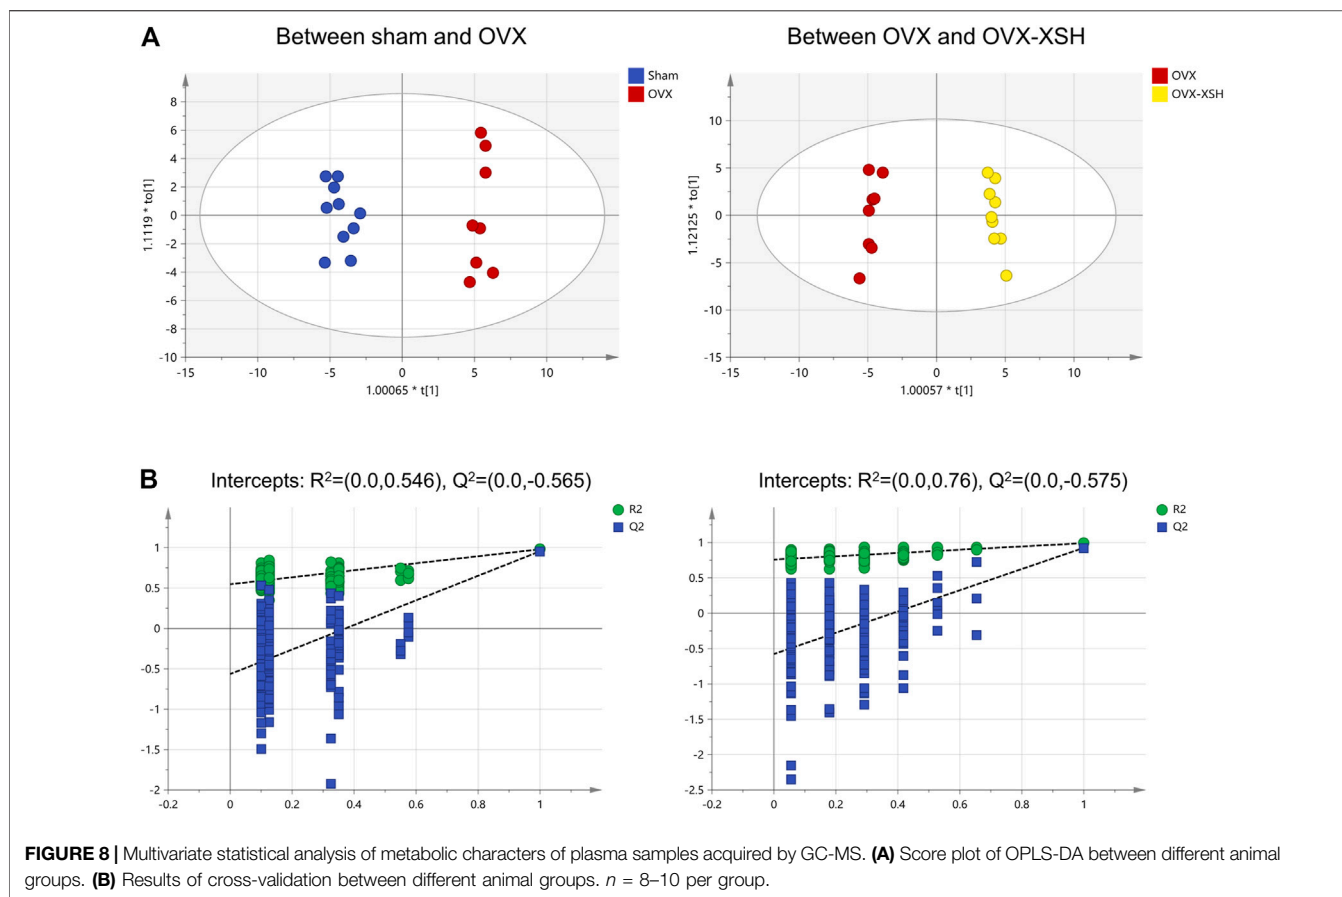 A
Between sham and OVX
Between OVX and OVX-XSH
Sham
OVX
8
6
4
2
0
-2
-4
-6
-8
-10
-15
-10
-5
0
5
10
1.1119 * to[1]
1.00065 * t[1]
OVX
OVX-XSH
10
5
0
-5
-10
-15
-15
-10
-5
0
5
10
1.12125 * to[1]
1.00057 * t[1]
B
Intercepts: R²=(0.0,0.546), Q²=(0.0,-0.565)
Intercepts: R²=(0.0,0.76), Q²=(0.0,-0.575)
R2
Q2
1
0.5
0
-0.5
-1
-1.5
-2
-0.2
0
0.2
0.4
0.6
0.8
1
R2
Q2
1
0.5
0
-0.5
-1
-1.5
-2
-2.5
-0.2
0
0.2
0.4
0.6
0.8
1
FIGURE 8 | Multivariate statistical analysis of metabolic characters of plasma samples acquired by GC-MS. (A) Score plot of OPLS-DA between different animal
groups. (B) Results of cross-validation between different animal groups. n = 8–10 per group.